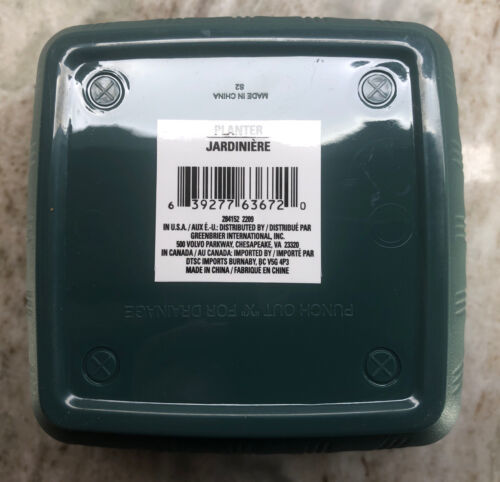 MADE IN CHINA
82
PLANTER
JARDINIÈRE
6 39277 63672 0
284152 2209
IN U.S.A. / AUX É.-U.: DISTRIBUTED BY / DISTRIBUÉ PAR
GREENBRIER INTERNATIONAL, INC.
500 VOLVO PARKWAY, CHESAPEAKE, VA 23320
IN CANADA / AU CANADA: IMPORTED BY / IMPORTÉ PAR
DTSC IMPORTS BURNABY, BC V5G 4P3
MADE IN CHINA / FABRIQUÉ EN CHINE
PUNCH OUT "X" FOR DRAINAGE